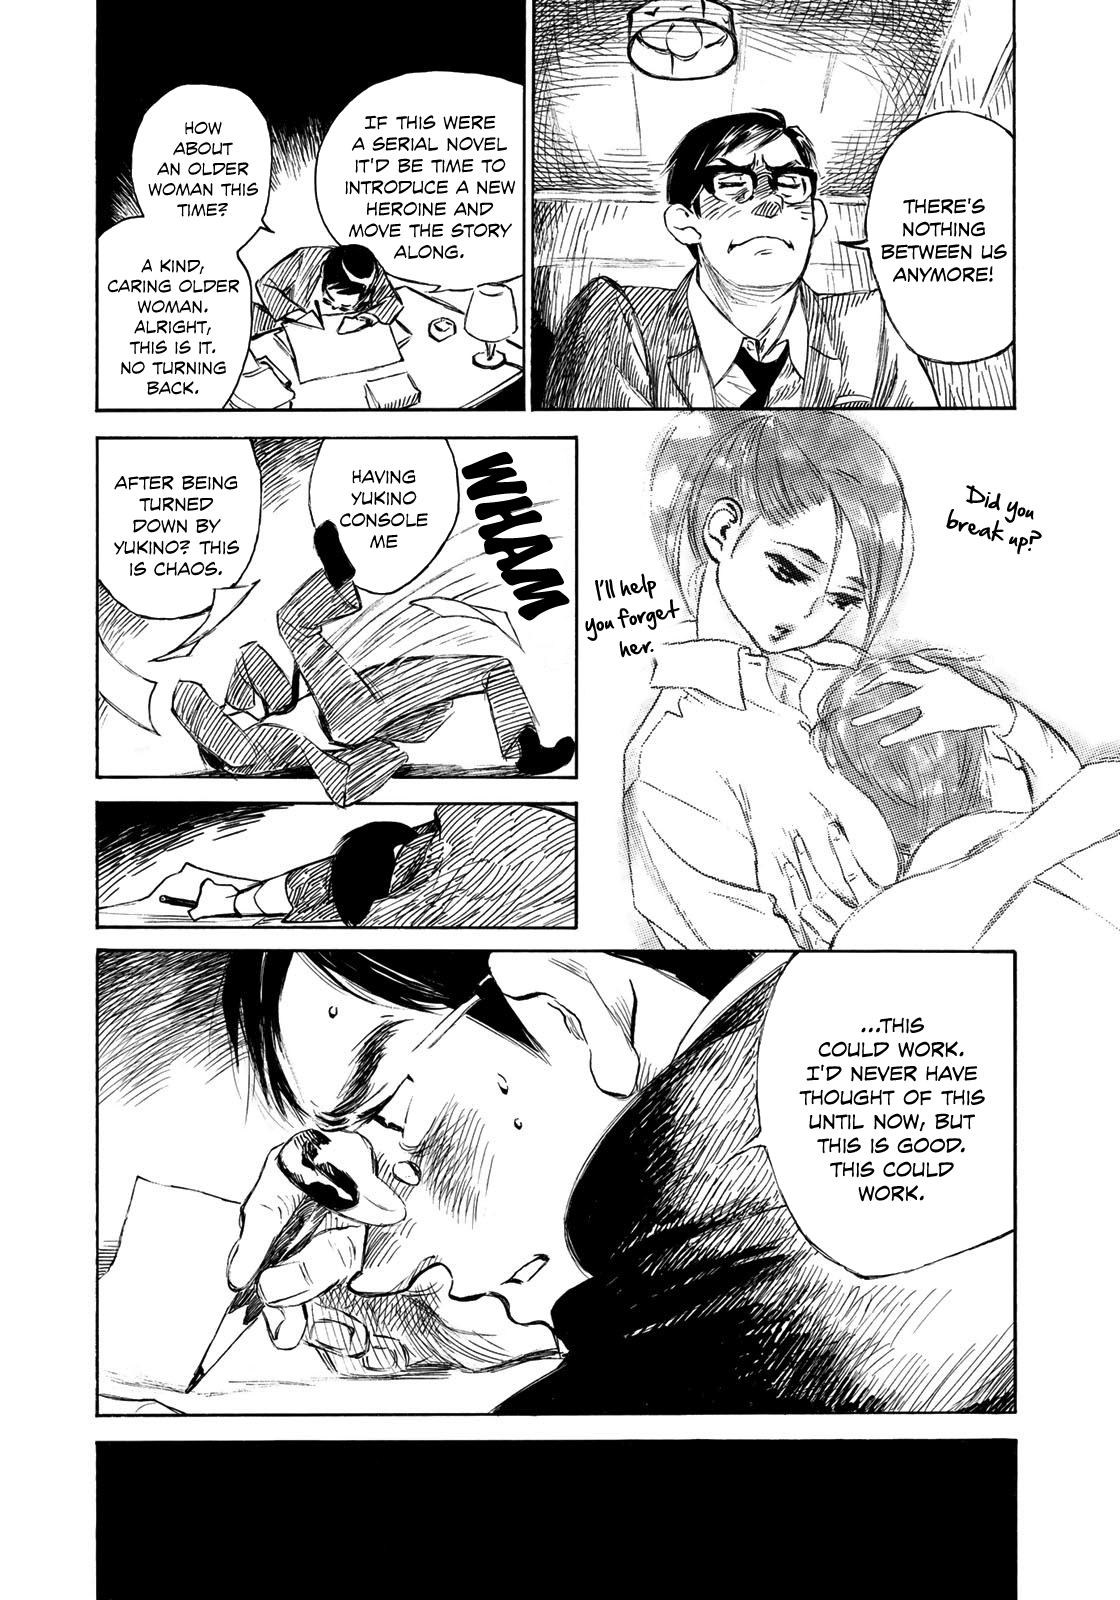 THERE'S
NOTHING
BETWEEN US
ANYMORE!
IF THIS WERE
A SERIAL NOVEL
IT'D BE TIME TO
INTRODUCE A NEW
HEROINE AND
MOVE THE STORY
ALONG.
HOW
ABOUT
AN OLDER
WOMAN THIS
TIME?
A KIND,
CARING OLDER
WOMAN.
ALRIGHT,
THIS IS IT.
NO TURNING
BACK.
Did you
break up?
I'll help
you forget
her.
WHAM
HAVING
YUKINO
CONSOLE
ME
AFTER BEING
TURNED
DOWN BY
YUKINO? THIS
IS CHAOS.
...THIS
COULD WORK.
I'D NEVER HAVE
THOUGHT OF THIS
UNTIL NOW, BUT
THIS IS GOOD.
THIS COULD
WORK.